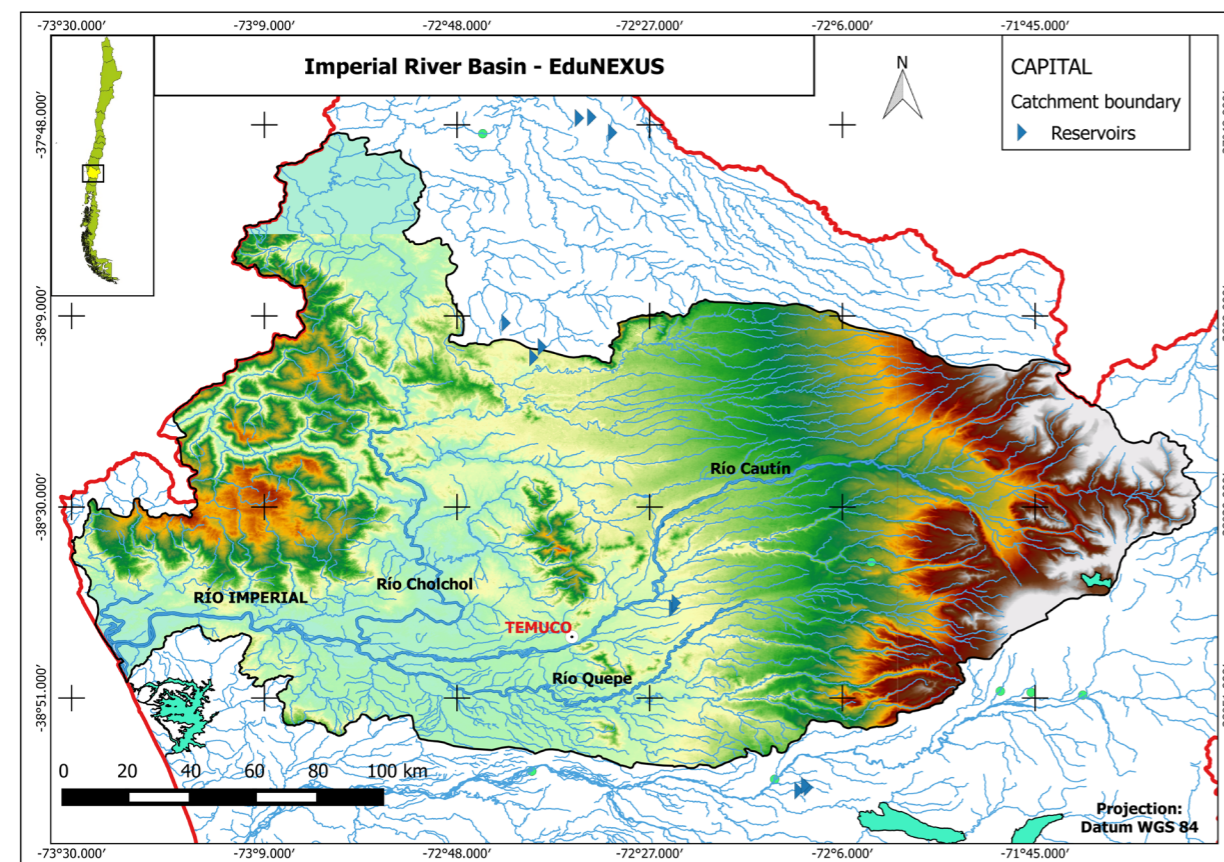 -73°30.000′ -73°9.000′ -72°48.000′ -72°27.000′ -72°6.000′ -71°45.000′
Imperial River Basin - EduNEXUS
N
CAPITAL
Catchment boundary
Reservoirs
-37°48.000′
-38°9.000′
-38°30.000′
-38°51.000′
Río Cautín
Río Cholchol
RÍO IMPERIAL
TEMUCO
Río Quepe
0 20 40 60 80 100 km
Projection:
Datum WGS 84
-73°30.000′ -73°9.000′ -72°48.000′ -72°27.000′ -72°6.000′ -71°45.000′